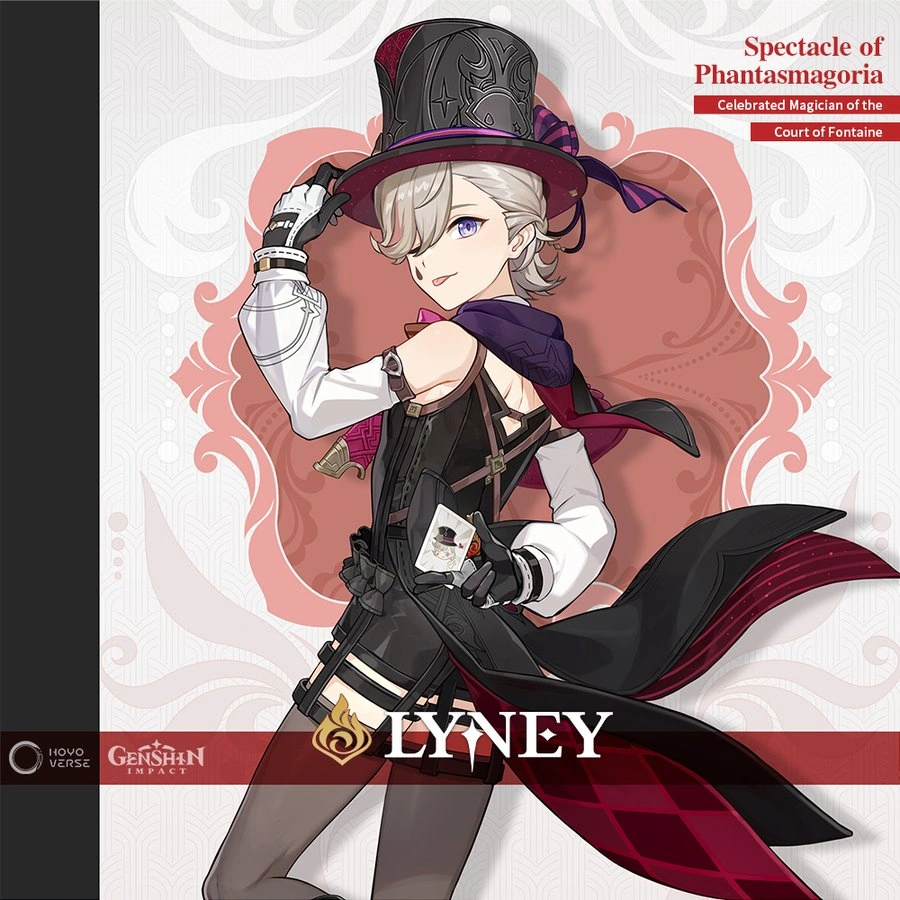 Spectacle of
Phantasmagoria
Celebrated Magician of the
Court of Fontaine
LYNEY
HOYO
VERSE
GENSHIN
IMPACT